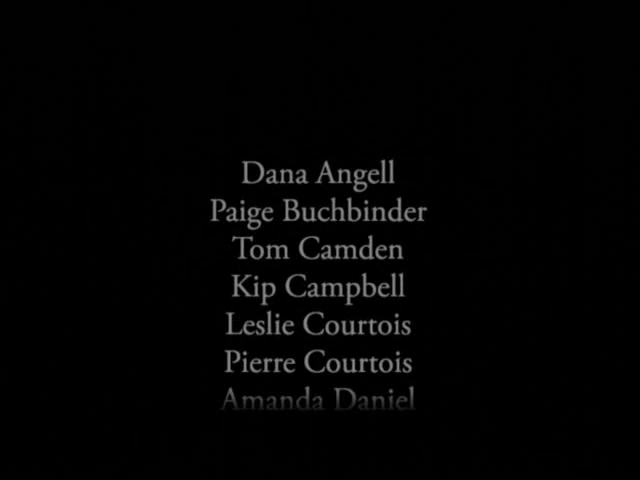 Dana Angell
Paige Buchbinder
Tom Camden
Kip Campbell
Leslie Courtois
Pierre Courtois
Amanda Daniel